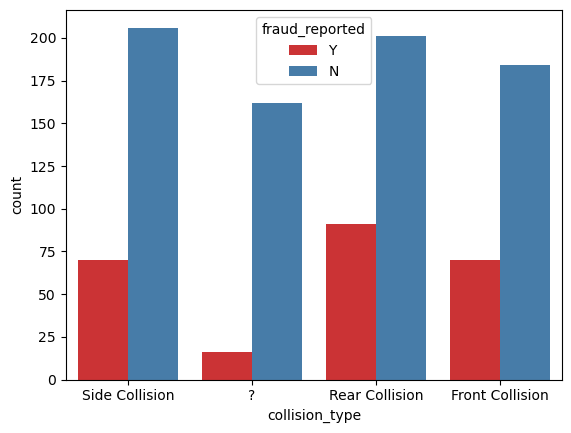 fraud_reported
Y
N
200
175
150
125
100
75
50
25
0
count
Side Collision
?
Rear Collision
Front Collision
collision_type